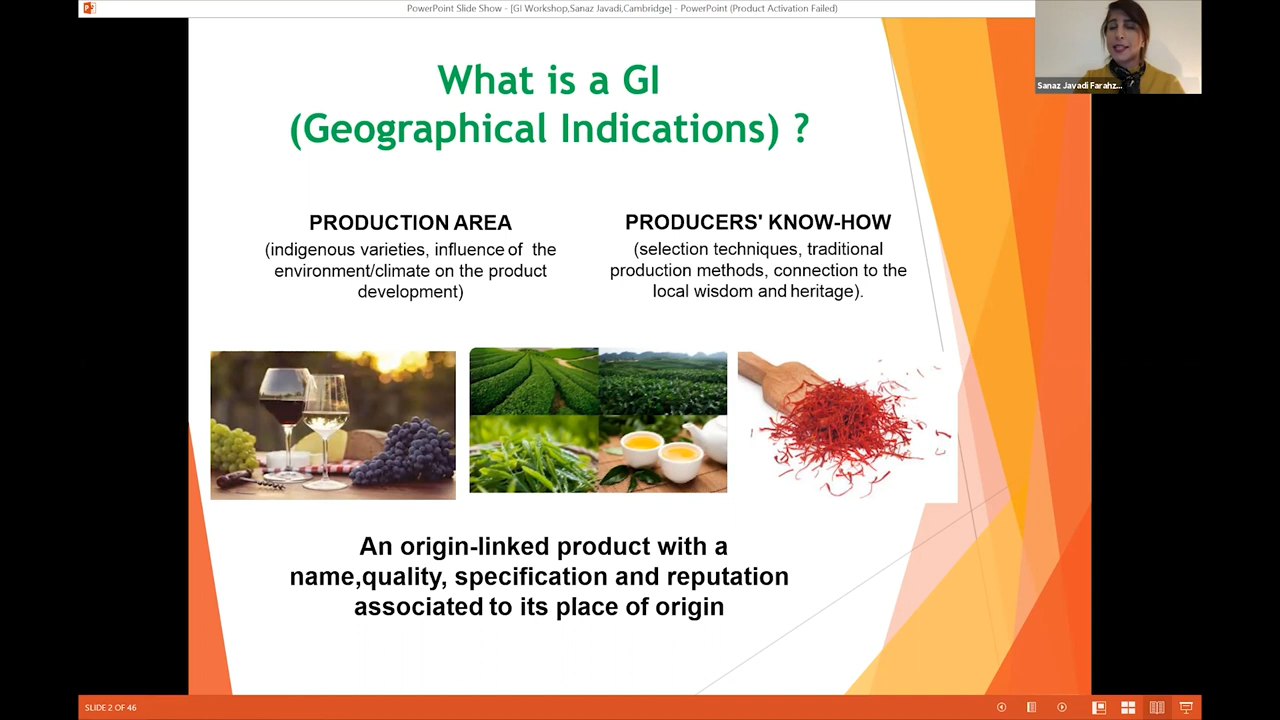 PowerPoint Slide Show - [GI Workshop,Sanaz Javadi,Cambridge] - PowerPoint (Product Activation Failed)
Sanaz Javadi Farahz...
What is a GI
(Geographical Indications) ?
PRODUCTION AREA
(indigenous varieties, influence of the
environment/climate on the product
development)
PRODUCERS' KNOW-HOW
(selection techniques, traditional
production methods, connection to the
local wisdom and heritage).
An origin-linked product with a
name,quality, specification and reputation
associated to its place of origin
SLIDE 2 OF 46